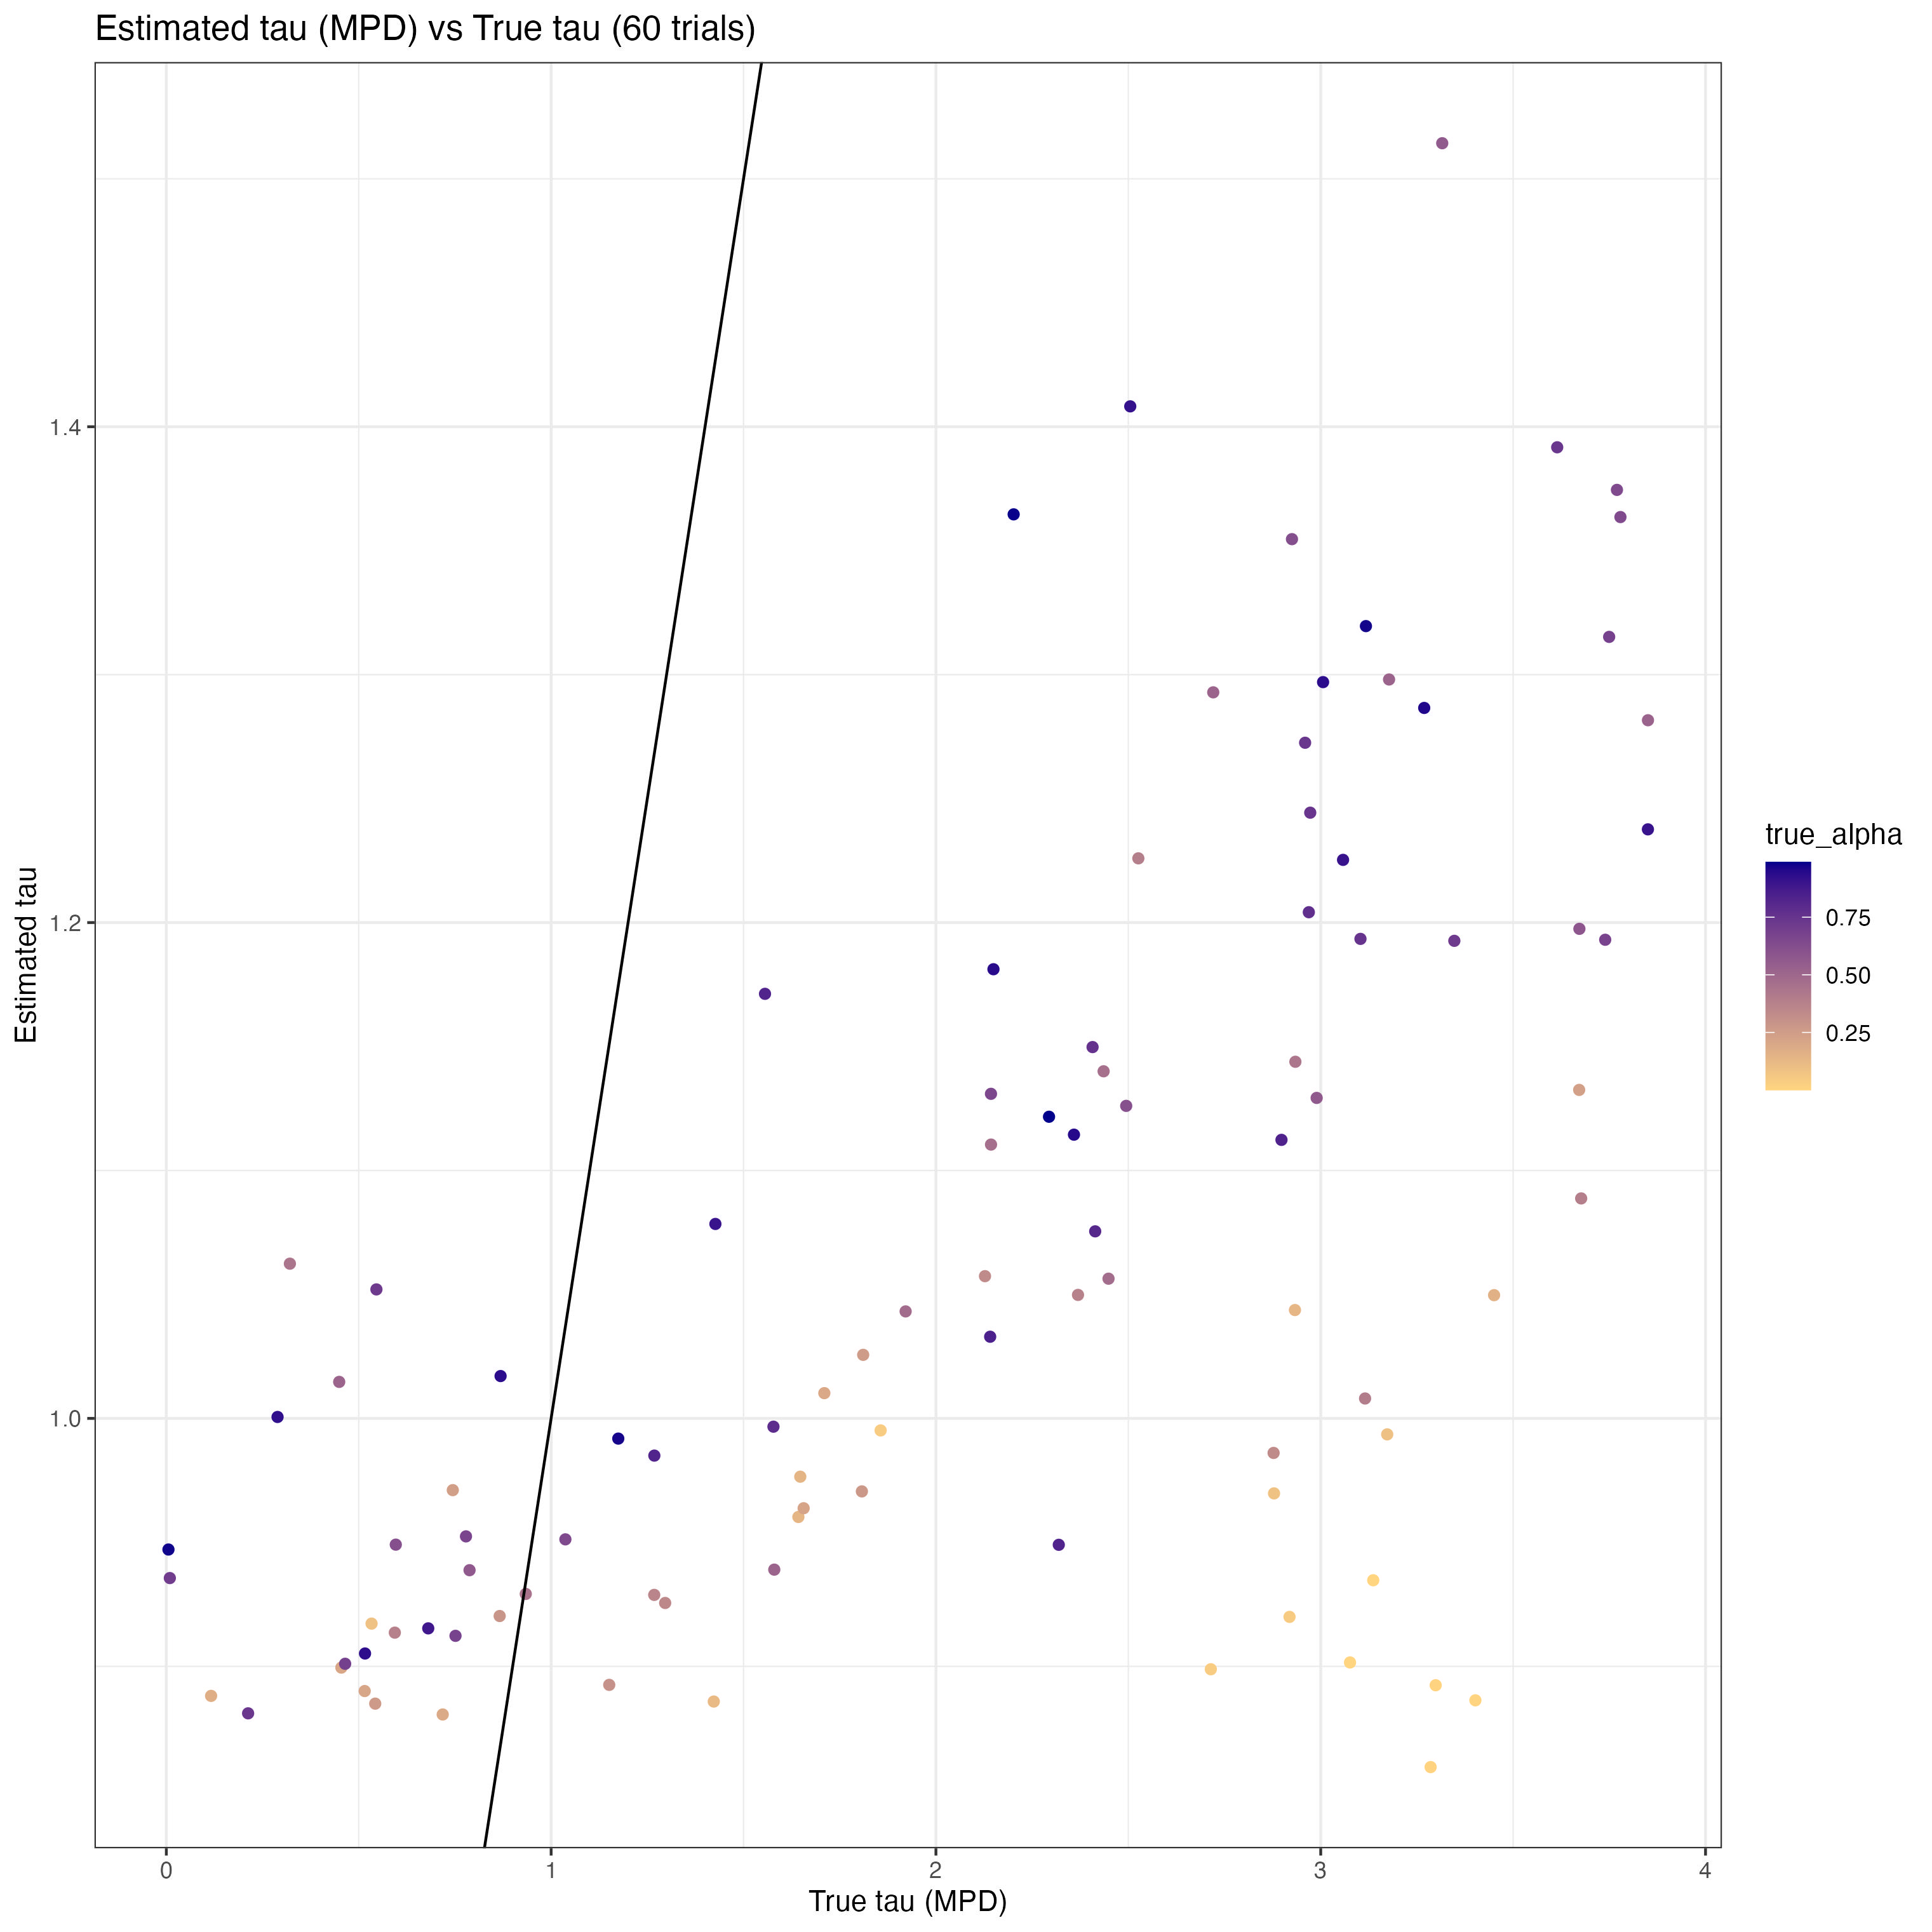 Estimated tau (MPD) vs True tau (60 trials)
Estimated tau
1.4
1.2
1.0
0
1
2
3
4
True tau (MPD)
true_alpha
0.75
0.50
0.25